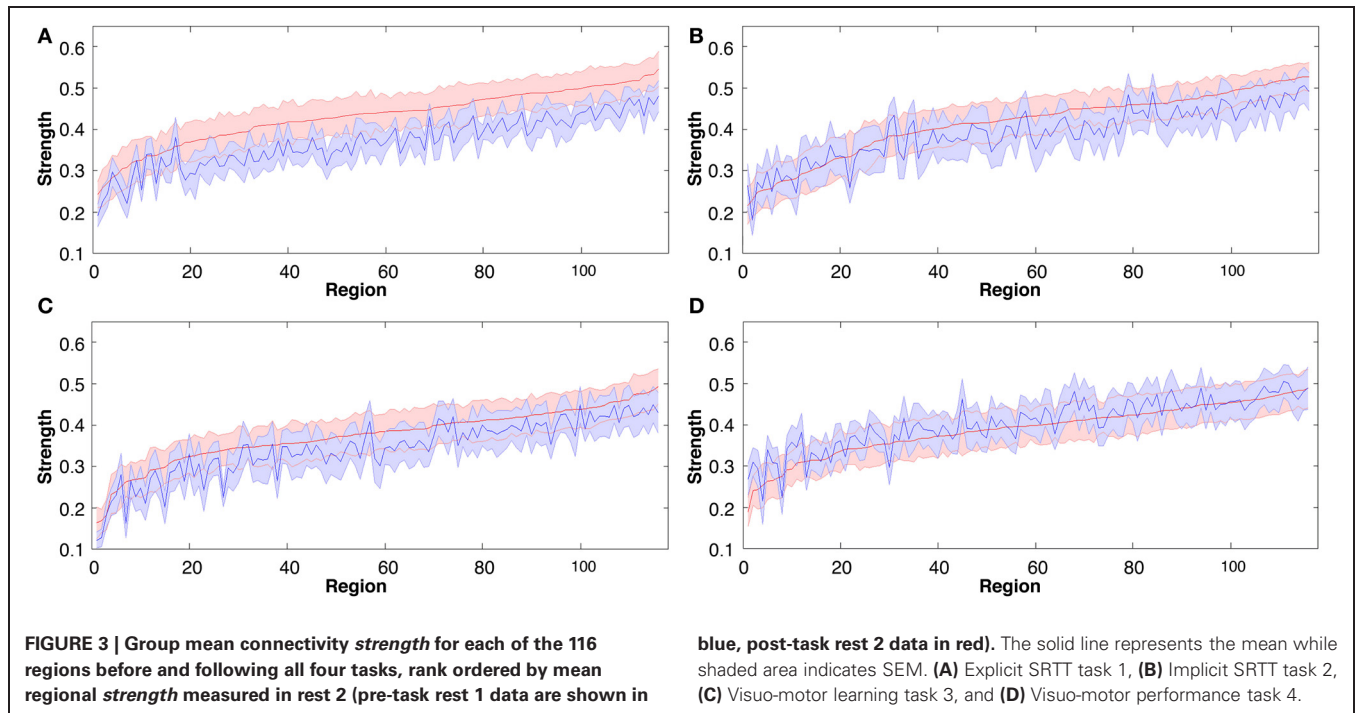 A
0.6
0.5
0.4
0.3
0.2
0.1
Strength
0 20 40 60 80 100
Region
B
0.6
0.5
0.4
0.3
0.2
0.1
Strength
0 20 40 60 80 100
Region
C
0.6
0.5
0.4
0.3
0.2
0.1
Strength
0 20 40 60 80 100
Region
D
0.6
0.5
0.4
0.3
0.2
0.1
Strength
0 20 40 60 80 100
Region
FIGURE 3 | Group mean connectivity strength for each of the 116
regions before and following all four tasks, rank ordered by mean
regional strength measured in rest 2 (pre-task rest 1 data are shown in
blue, post-task rest 2 data in red). The solid line represents the mean while
shaded area indicates SEM. (A) Explicit SRTT task 1, (B) Implicit SRTT task 2,
(C) Visuo-motor learning task 3, and (D) Visuo-motor performance task 4.